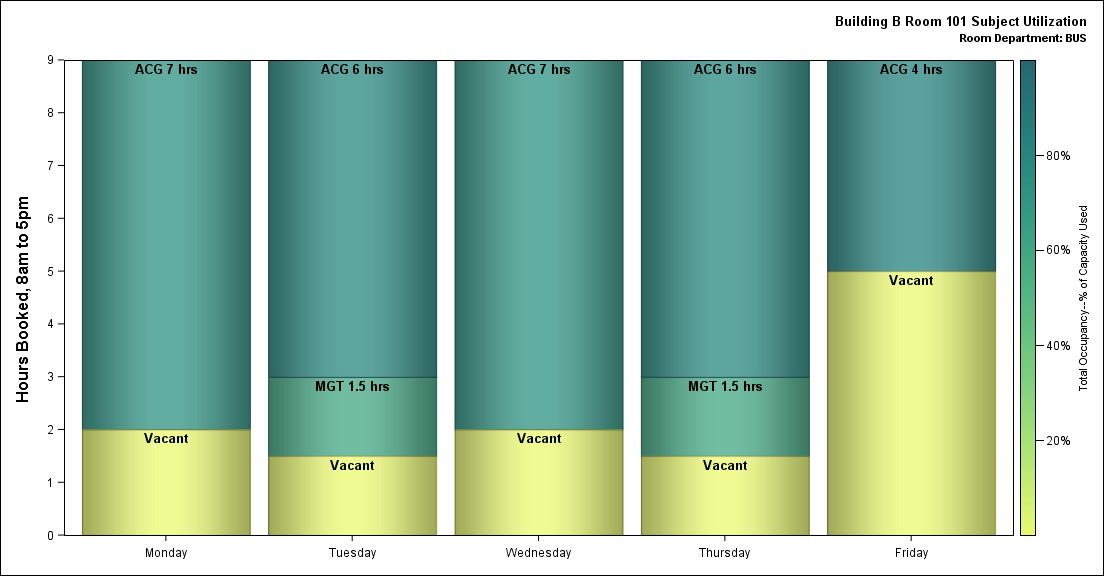 Building B Room 101 Subject Utilization
Room Department: BUS
Hours Booked, 8am to 5pm
9
8
7
6
5
4
3
2
1
0
ACG 7 hrs
Vacant
ACG 6 hrs
MGT 1.5 hrs
Vacant
ACG 7 hrs
Vacant
ACG 6 hrs
MGT 1.5 hrs
Vacant
ACG 4 hrs
Vacant
Monday
Tuesday
Wednesday
Thursday
Friday
80%
60%
40%
20%
Total Occupancy--% of Capacity Used